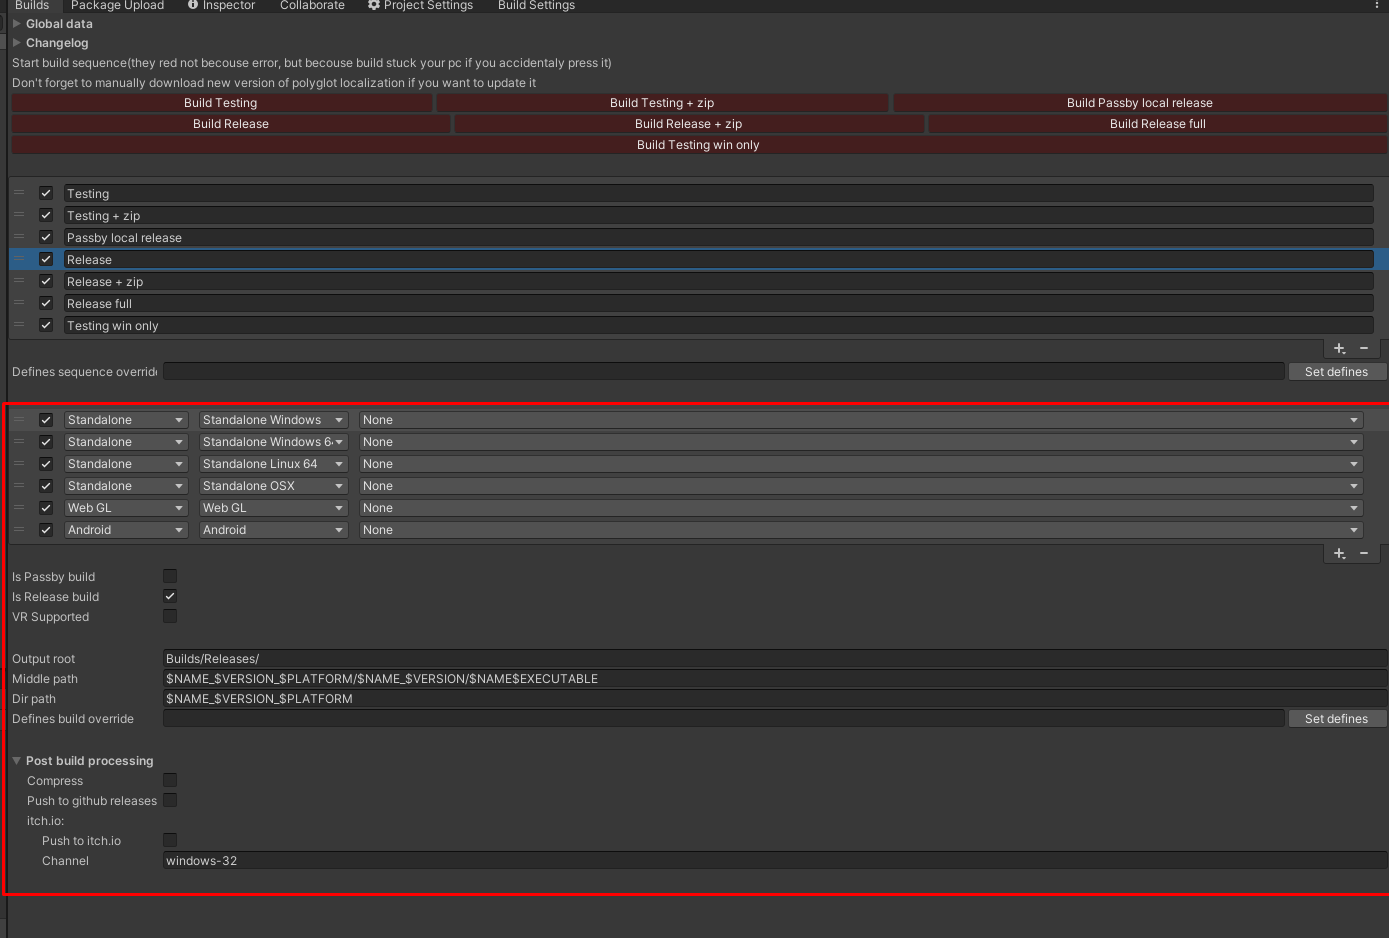 Builds Package Upload Inspector Collaborate Project Settings Build Settings
Global data
Changelog
Start build sequence(they red not becouse error, but becouse build stuck your pc if you accidentaly press it)
Don't forget to manually download new version of polyglot localization if you want to update it
Build Testing Build Testing + zip Build Passby local release
Build Release Build Release + zip Build Release full
Build Testing win only
Testing
Testing + zip
Passby local release
Release
Release + zip
Release full
Testing win only
Defines sequence override Set defines
Standalone Standalone Windows None
Standalone Standalone Windows 64 None
Standalone Standalone Linux 64 None
Standalone Standalone OSX None
Web GL Web GL None
Android Android None
Is Passby build
Is Release build
VR Supported
Output root Builds/Releases/
Middle path $NAME_$VERSION_$PLATFORM/$NAME_$VERSION/$NAME$EXECUTABLE
Dir path $NAME_$VERSION_$PLATFORM
Defines build override Set defines
Post build processing
Compress
Push to github releases
itch.io:
Push to itch.io
Channel windows-32